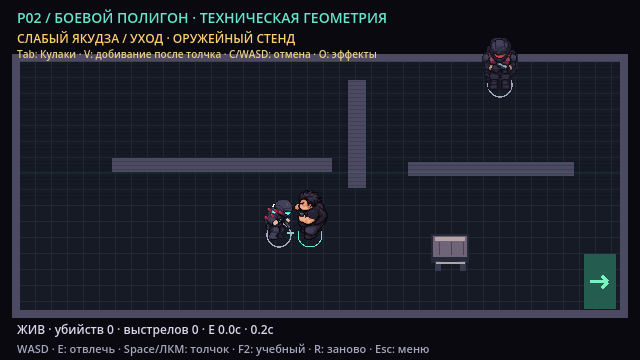 P02 / БОЕВОЙ ПОЛИГОН · ТЕХНИЧЕСКАЯ ГЕОМЕТРИЯ
СЛАБЫЙ ЯКУДЗА / УХОД · ОРУЖЕЙНЫЙ СТЕНД
Tab: Кулаки · V: добивание после толчка · C/WASD: отмена · O: эффекты
ЖИВ · убийств 0 · выстрелов 0 · E 0.0с · 0.2с
WASD · E: отвлечь · Space/ЛКМ: толчок · F2: учебный · R: заново · Esc: меню